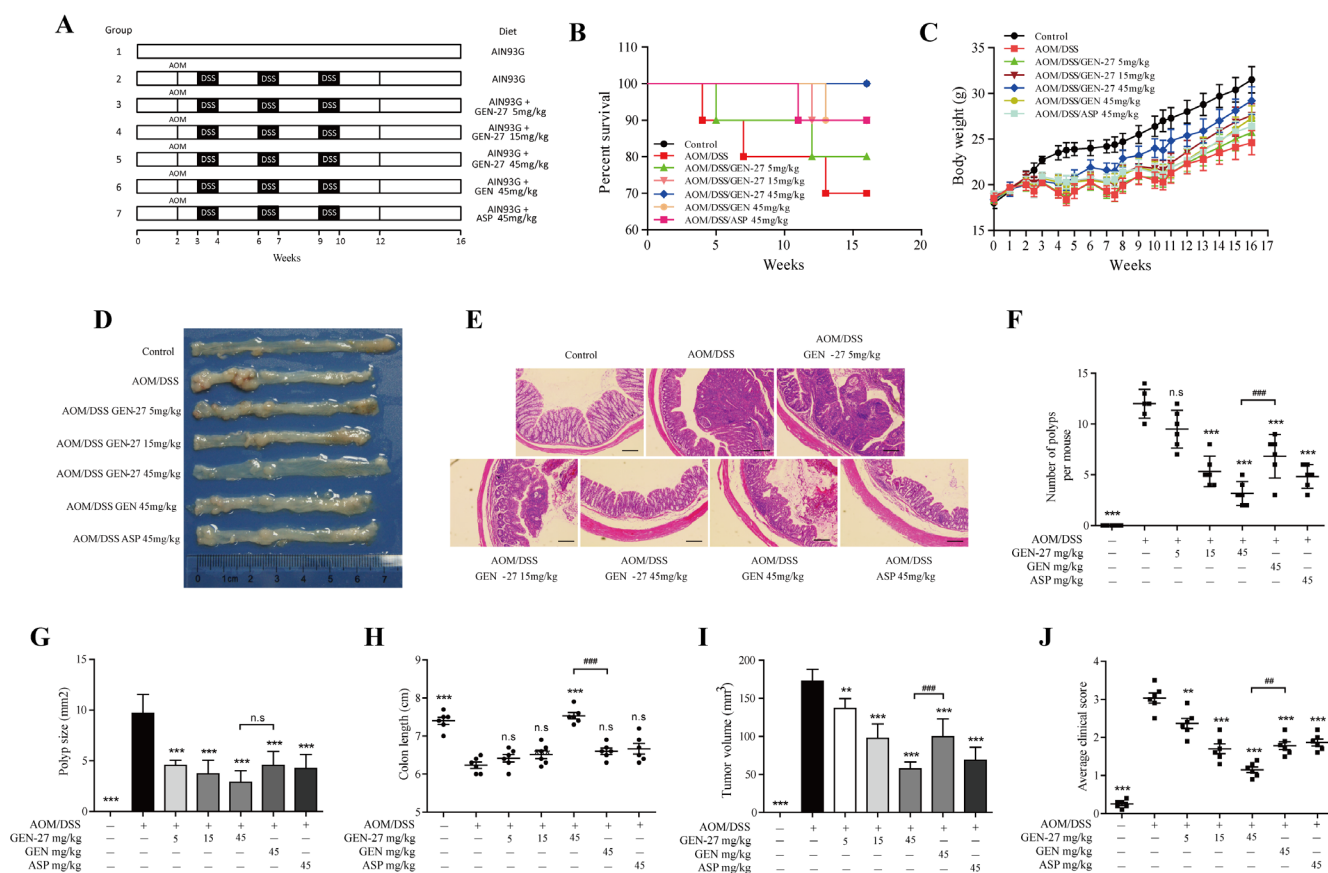 A
Group
Diet
1
AIN93G
AOM
2
DSS
DSS
DSS
AIN93G
AOM
3
DSS
DSS
DSS
AIN93G +
GEN-27 5mg/kg
AOM
4
DSS
DSS
DSS
AIN93G +
GEN-27 15mg/kg
AOM
5
DSS
DSS
DSS
AIN93G +
GEN-27 45mg/kg
AOM
6
DSS
DSS
DSS
AIN93G +
GEN 45mg/kg
AOM
7
DSS
DSS
DSS
AIN93G +
ASP 45mg/kg
0 2 3 4 6 7 9 10 12 16
Weeks
B
Percent survival
110
100
90
80
70
60
Control
AOM/DSS
AOM/DSS/GEN-27 5mg/kg
AOM/DSS/GEN-27 15mg/kg
AOM/DSS/GEN-27 45mg/kg
AOM/DSS/GEN 45mg/kg
AOM/DSS/ASP 45mg/kg
0 5 10 15 20
Weeks
C
Body weight (g)
35
30
25
20
15
Control
AOM/DSS
AOM/DSS/GEN-27 5mg/kg
AOM/DSS/GEN-27 15mg/kg
AOM/DSS/GEN-27 45mg/kg
AOM/DSS/GEN 45mg/kg
AOM/DSS/ASP 45mg/kg
0 1 2 3 4 5 6 7 8 9 10 11 12 13 14 15 16 17
Weeks
D
Control
AOM/DSS
AOM/DSS GEN-27 5mg/kg
AOM/DSS GEN-27 15mg/kg
AOM/DSS GEN-27 45mg/kg
AOM/DSS GEN 45mg/kg
AOM/DSS ASP 45mg/kg
0 1cm 2 3 4 5 6 7
E
Control
AOM/DSS
AOM/DSS
GEN -27 5mg/kg
AOM/DSS
GEN -27 15mg/kg
AOM/DSS
GEN -27 45mg/kg
AOM/DSS
GEN 45mg/kg
AOM/DSS
ASP 45mg/kg
F
Number of polyps
per mouse
15
10
5
0
***
n.s
***
***
###
***
***
AOM/DSS — + + + + + +
GEN-27 mg/kg — — 5 15 45 — —
GEN mg/kg — — — — — 45 —
ASP mg/kg — — — — — — 45
G
Polyp size (mm2)
15
10
5
0
***
***
***
***
n.s
***
***
AOM/DSS — + + + + + +
GEN-27 mg/kg — — 5 15 45 — —
GEN mg/kg — — — — — 45 —
ASP mg/kg — — — — — — 45
H
Colon length (cm)
9
8
7
6
5
***
n.s
n.s
***
###
n.s
n.s
AOM/DSS — + + + + + +
GEN-27 mg/kg — — 5 15 45 — —
GEN mg/kg — — — — — 45 —
ASP mg/kg — — — — — — 45
I
Tumor volume (mm3)
200
150
100
50
0
***
**
***
***
###
***
***
AOM/DSS — + + + + + +
GEN-27 mg/kg — — 5 15 45 — —
GEN mg/kg — — — — — 45 —
ASP mg/kg — — — — — — 45
J
Average clinical score
4
3
2
1
0
***
**
***
***
##
***
***
AOM/DSS — + + + + + +
GEN-27 mg/kg — — 5 15 45 — —
GEN mg/kg — — — — — 45 —
ASP mg/kg — — — — — — 45